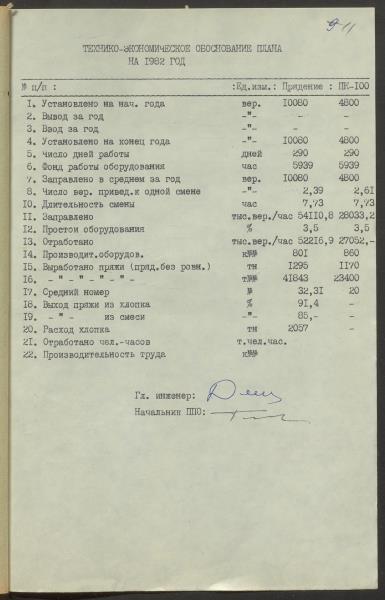 9 11
ТЕХНИКО-ЭКОНОМИЧЕСКОЕ ОБОСНОВАНИЕ ПЛАНА
НА 1982 ГОД
№ п/п : :Ед.изм.: Прядение : ПК-100
1. Установлено на нач. года вер. 10080 4800
2. Вывод за год -"- - -
3. Ввод за год -"- - -
4. Установлено на конец года -"- 10080 4800
5. Число дней работы дней 290 290
6. Фонд работы оборудования час 5939 5939
7. Заправлено в среднем за год вер. 10080 4800
8. Число вер. привед.к одной смене -"- 2,39 2,61
10. Длительность смены час 7,73 7,73
11. Заправлено тыс.вер./час 54110,8 28033,2
12. Простои оборудования % 3,5 3,5
13. Отработано тыс.вер./час 52216,9 27052,-
14. Производит.оборудов. км 801 860
15. Выработано пряжи (пряд.без ровн.) тн 1295 1170
16. - " - " - " - " - 41843 23400
17. Средний номер № 32,31 20
18. Выход пряжи из хлопка % 91,4 -
19. - " - из смеси -"- 85,- -
20. Расход хлопка тн 2057 -
21. Отработано чел.-часов т.чел.час.
22. Производительность труда км
Гл. инженер:
Начальник ППО: